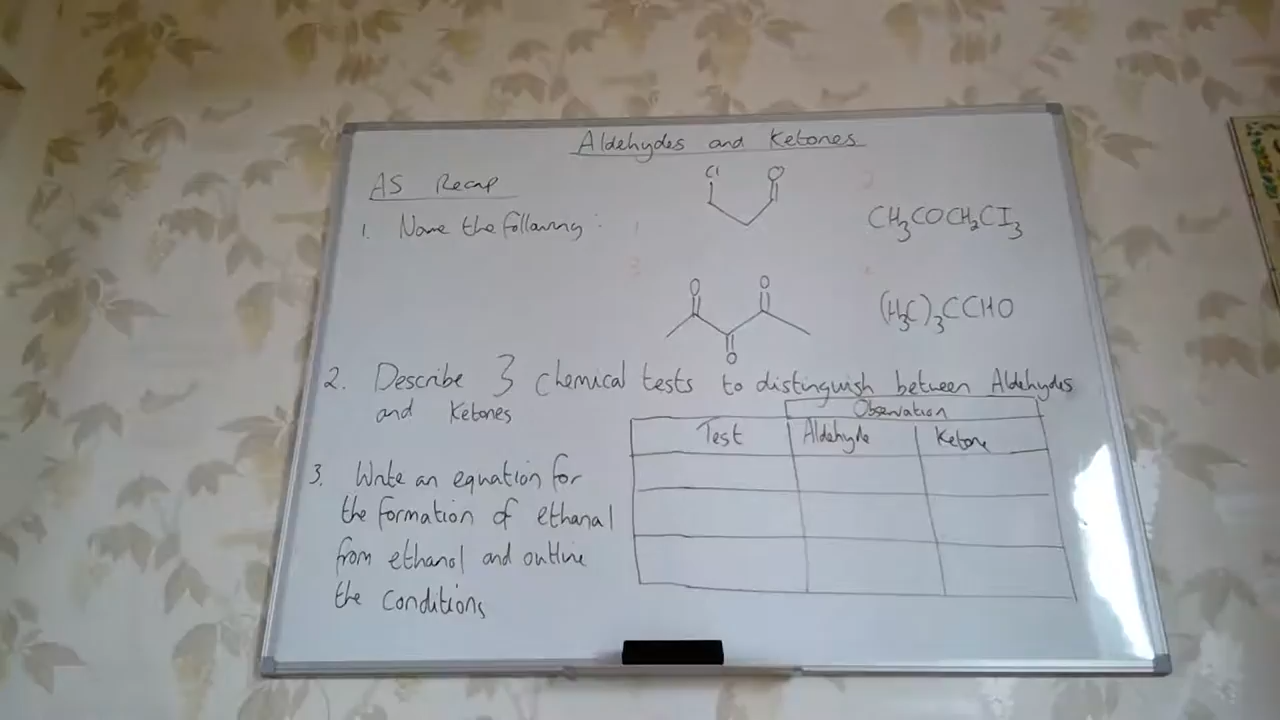 Aldehydes and Ketones
AS Recap
1. Name the following:
Cl O
CH₃COCH₂CI₃
O O
O
(H₃C)₃CCHO
2. Describe 3 chemical tests to distinguish between Aldehydes
and Ketones
Observation
Test Aldehyde Ketone
3. Write an equation for
the formation of ethanal
from ethanol and outline
the conditions